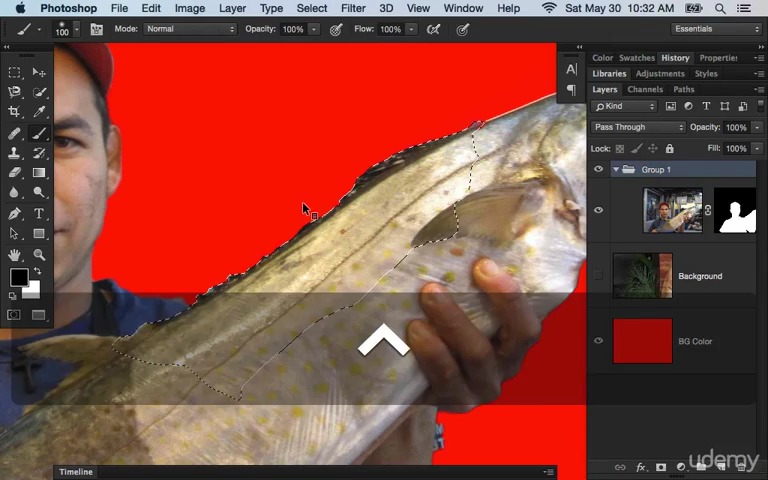 Photoshop File Edit Image Layer Type Select Filter 3D View Window Help Sat May 30 10:32 AM
100 Mode: Normal Opacity: 100% Flow: 100% Essentials
Color Swatches History Properties
A
Libraries Adjustments Styles
Layers Channels Paths
Kind
Pass Through Opacity: 100%
Lock: Fill: 100%
Group 1
T
Background
BG Color
Timeline
udemy